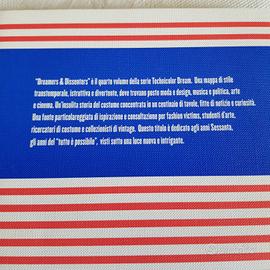 "Dreamers & Dissenters" è il quarto volume della serie Technicolor Dream. Una mappa di stile
transtemporale, istruttiva e divertente, dove trovano posto moda e design, musica e politica, arte
e cinema. Un'insolita storia del costume concentrata in un centinaio di tavole, fitte di notizie e curiosità.
Una fonte particolareggiata di ispirazione e consultazione per fashion victims, studenti d'arte,
ricercatori di costume e collezionisti di vintage. Questo titolo è dedicato agli anni Sessanta,
gli anni del "tutto è possibile", visti sotto una luce nuova e intrigante.
subito